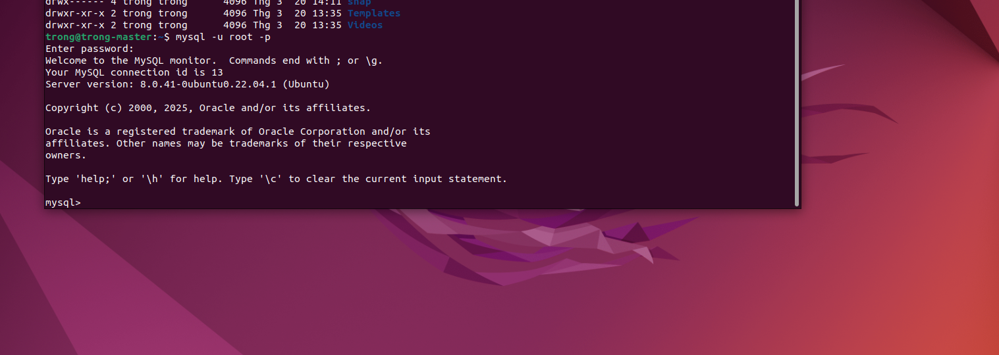 drwx------ 4 trong trong      4096 Thg 3  20 14:11 snap
drwxr-xr-x 2 trong trong      4096 Thg 3  20 13:35 Templates
drwxr-xr-x 2 trong trong      4096 Thg 3  20 13:35 Videos
trong@trong-master:~$ mysql -u root -p
Enter password:
Welcome to the MySQL monitor.  Commands end with ; or \g.
Your MySQL connection id is 13
Server version: 8.0.41-0ubuntu0.22.04.1 (Ubuntu)
Copyright (c) 2000, 2025, Oracle and/or its affiliates.
Oracle is a registered trademark of Oracle Corporation and/or its
affiliates. Other names may be trademarks of their respective
owners.
Type 'help;' or '\h' for help. Type '\c' to clear the current input statement.
mysql>